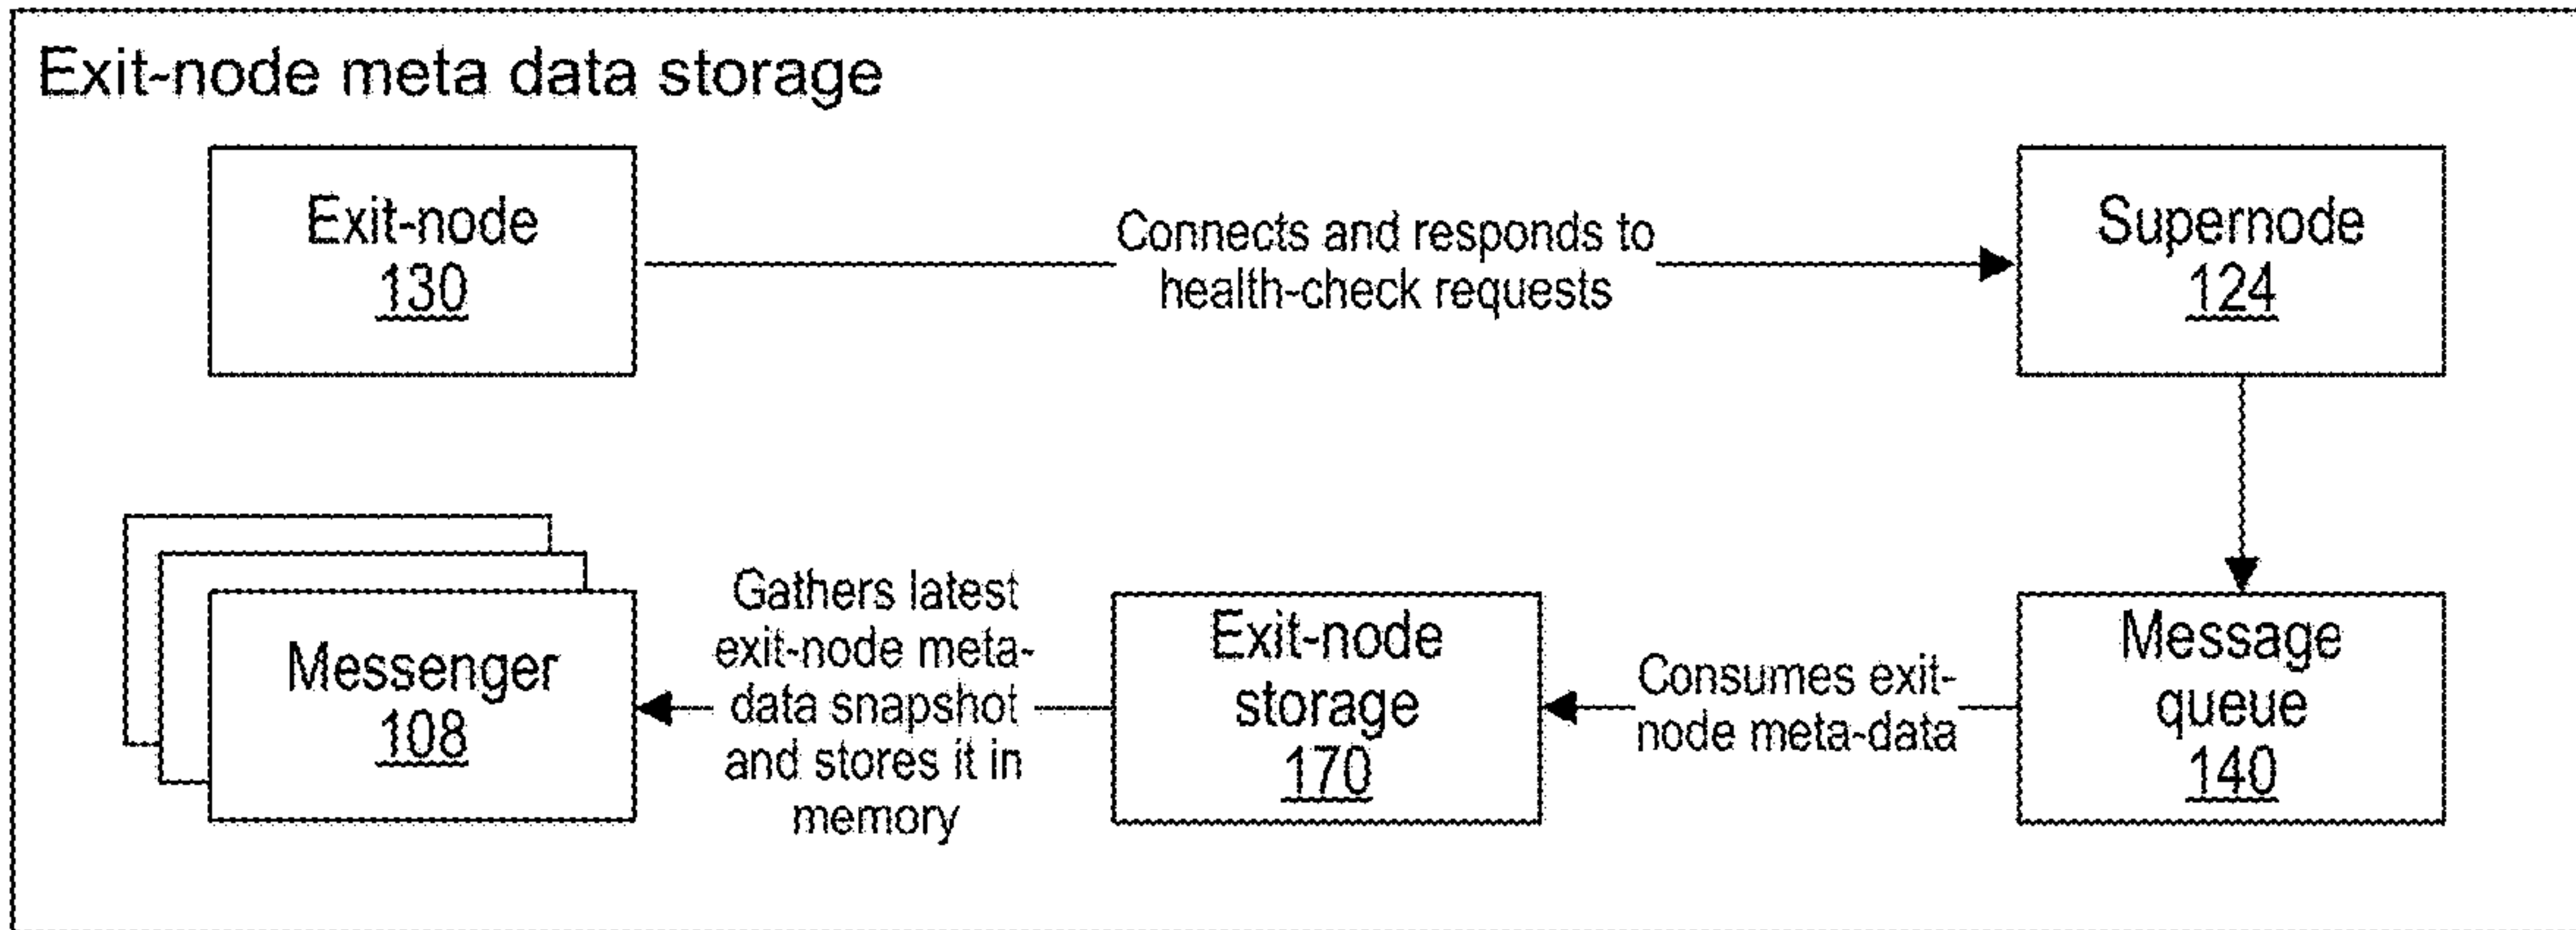 Exit-node meta data storage
Exit-node
130
Connects and responds to
health-check requests
Supernode
124
Messenger
108
Gathers latest
exit-node meta-
data snapshot
and stores it in
memory
Exit-node
storage
170
Consumes exit-
node meta-data
Message
queue
140